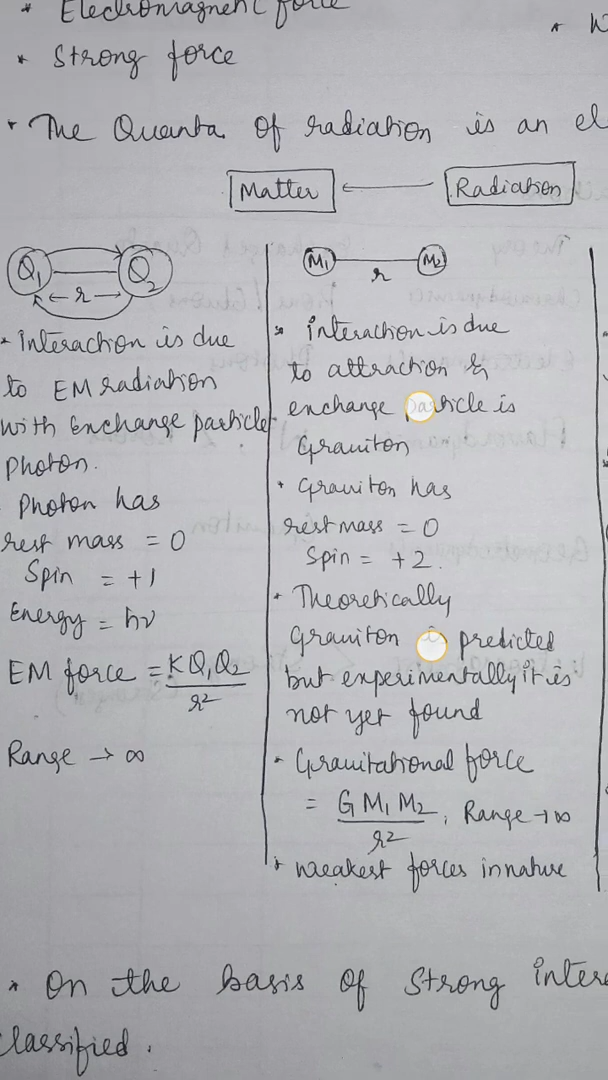 * Electromagnetic force
* Strong force
* The Quanta Of radiation is an el
Matter ← Radiation
Q1 Q2
← r →
* Interaction is due
to EM radiation
with Exchange particle
Photon.
Photon has
rest mass = 0
Spin = +1
Energy = hν
EM force = KQ1Q2 / r²
Range → ∞
M1 M2
r
* interaction is due
to attraction &
exchange particle is
Graviton
* Graviton has
rest mass = 0
Spin = +2.
* Theoretically
Graviton is predicted
but experimentally it is
not yet found
* Gravitational force
= G M1 M2 / r² , Range → ∞
* weakest forces in nature
* On the basis Of Strong inter
classified.